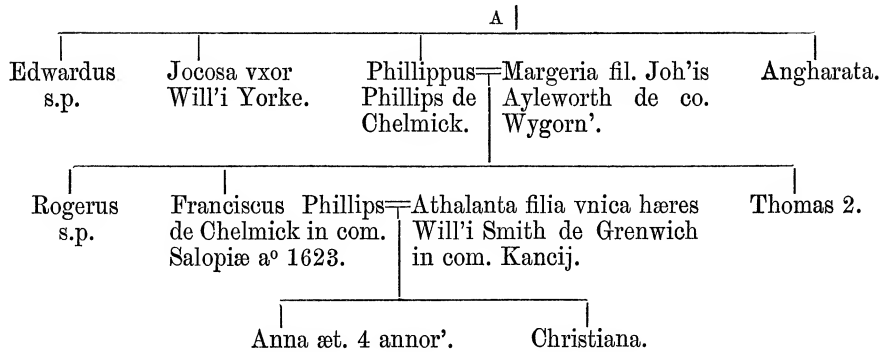 A
Edwardus Jocosa vxor Phillippus Margeria fil. Joh'is Angharata.
s.p. Will'i Yorke. Phillips de Ayleworth de co.
Chelmick. Wygorn'.
Rogerus Franciscus Phillips Athalanta filia vnica hæres Thomas 2.
s.p. de Chelmick in com. Will'i Smith de Grenwich
Salopiæ aº 1623. in com. Kancij.
Anna æt. 4 annor'. Christiana.